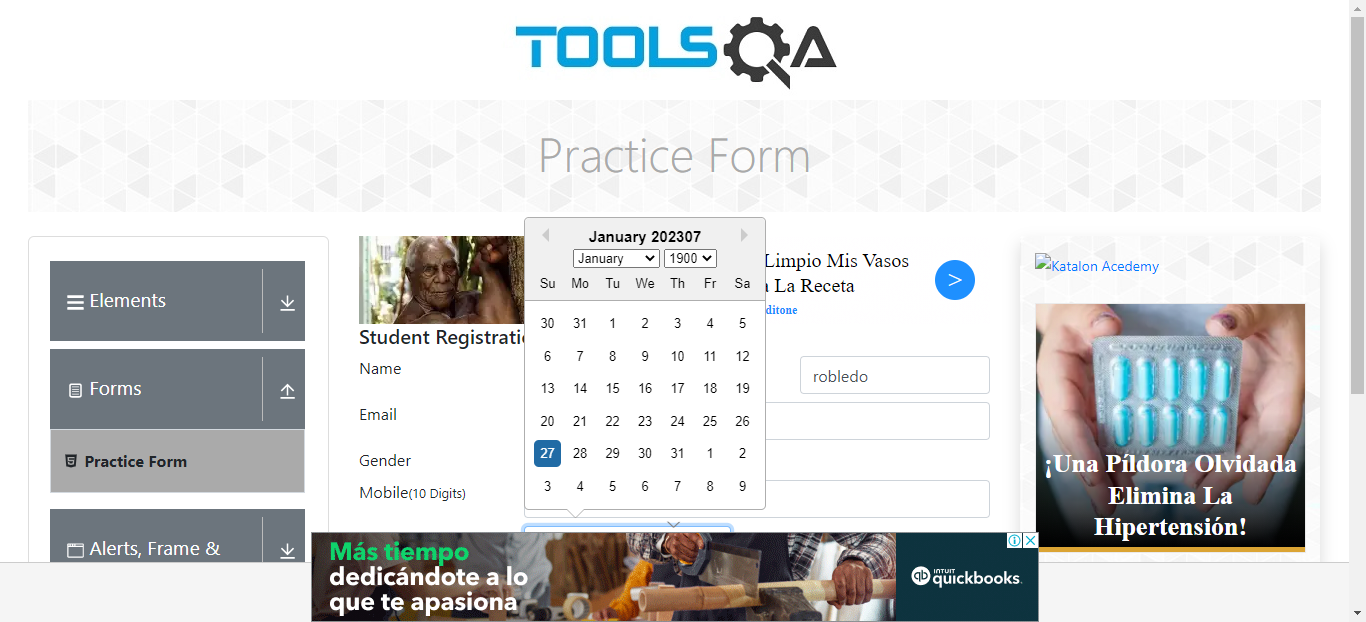 TOOLSQA
Practice Form
Elements
Forms
Practice Form
Alerts, Frame &
Student Registrati
Name
Email
Gender
Mobile(10 Digits)
January 202307
January 1900
Su Mo Tu We Th Fr Sa
30 31 1 2 3 4 5
6 7 8 9 10 11 12
13 14 15 16 17 18 19
20 21 22 23 24 25 26
27 28 29 30 31 1 2
3 4 5 6 7 8 9
Limpio Mis Vasos
La Receta
ditone
>
robledo
Katalon Acedemy
¡Una Píldora Olvidada
Elimina La
Hipertensión!
Más tiempo
dedicándote a lo
que te apasiona
INTUIT
quickbooks